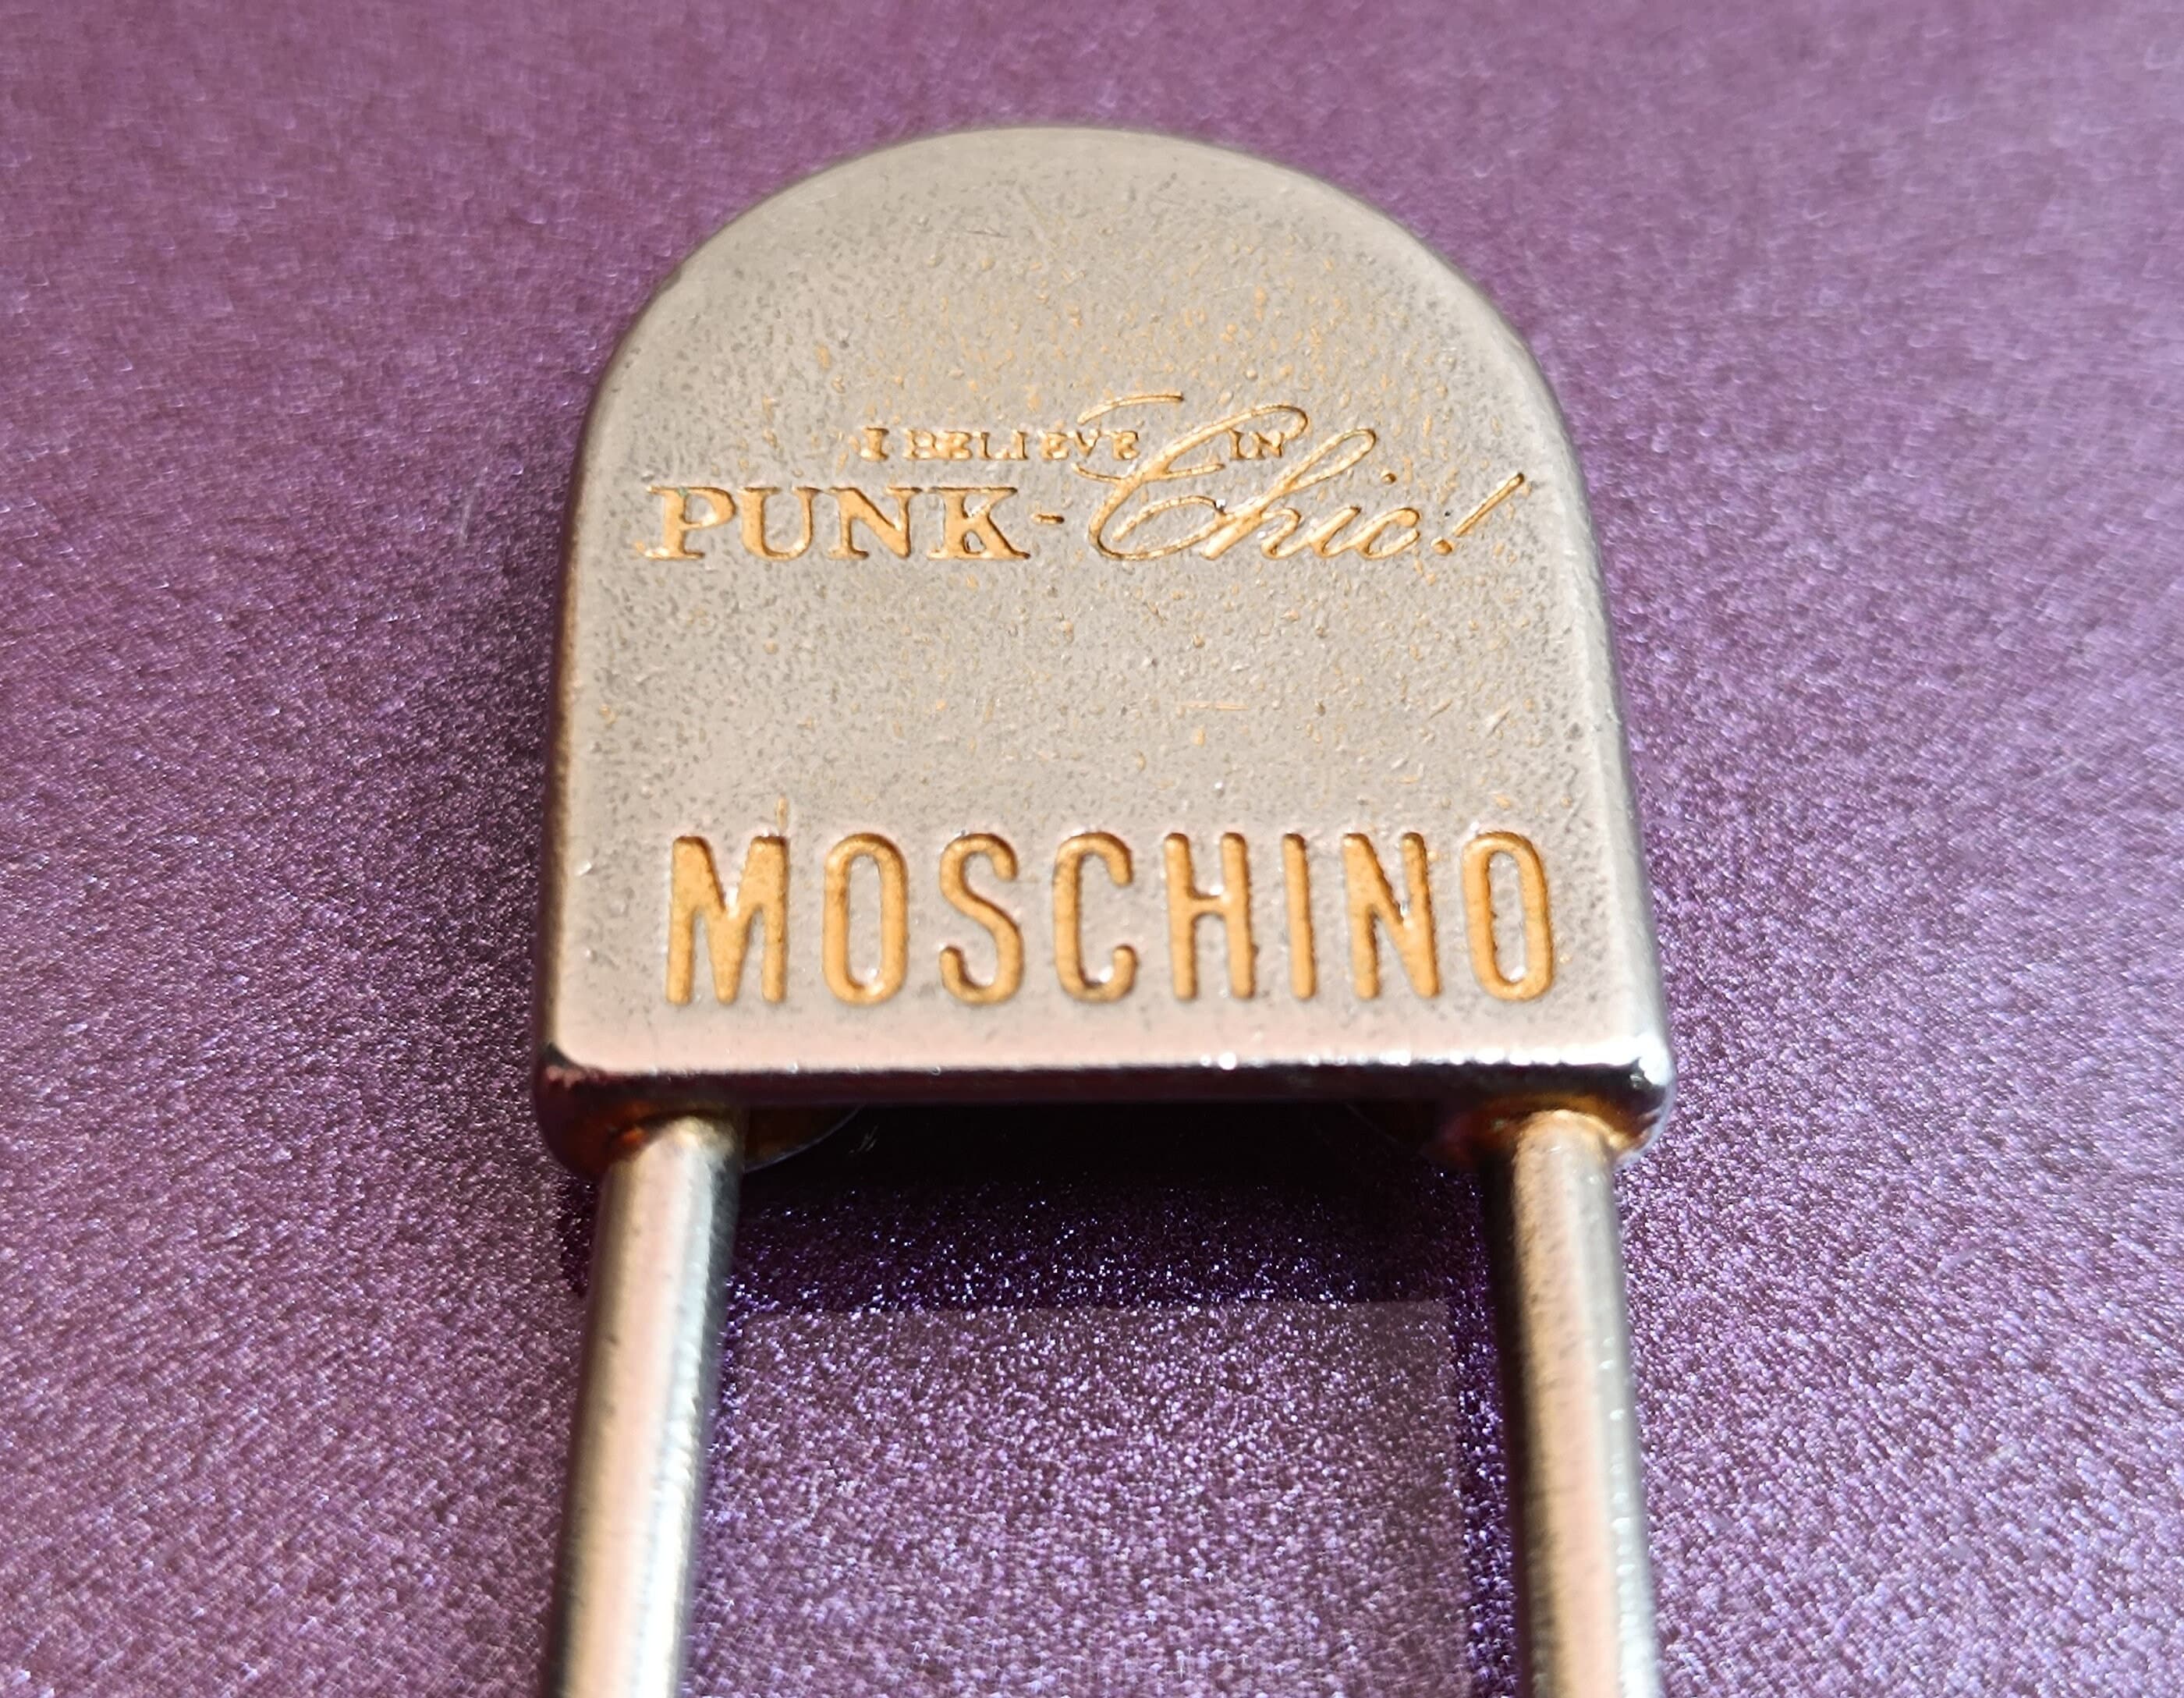 I BELIEVE IN
PUNK-Chic!
MOSCHINO